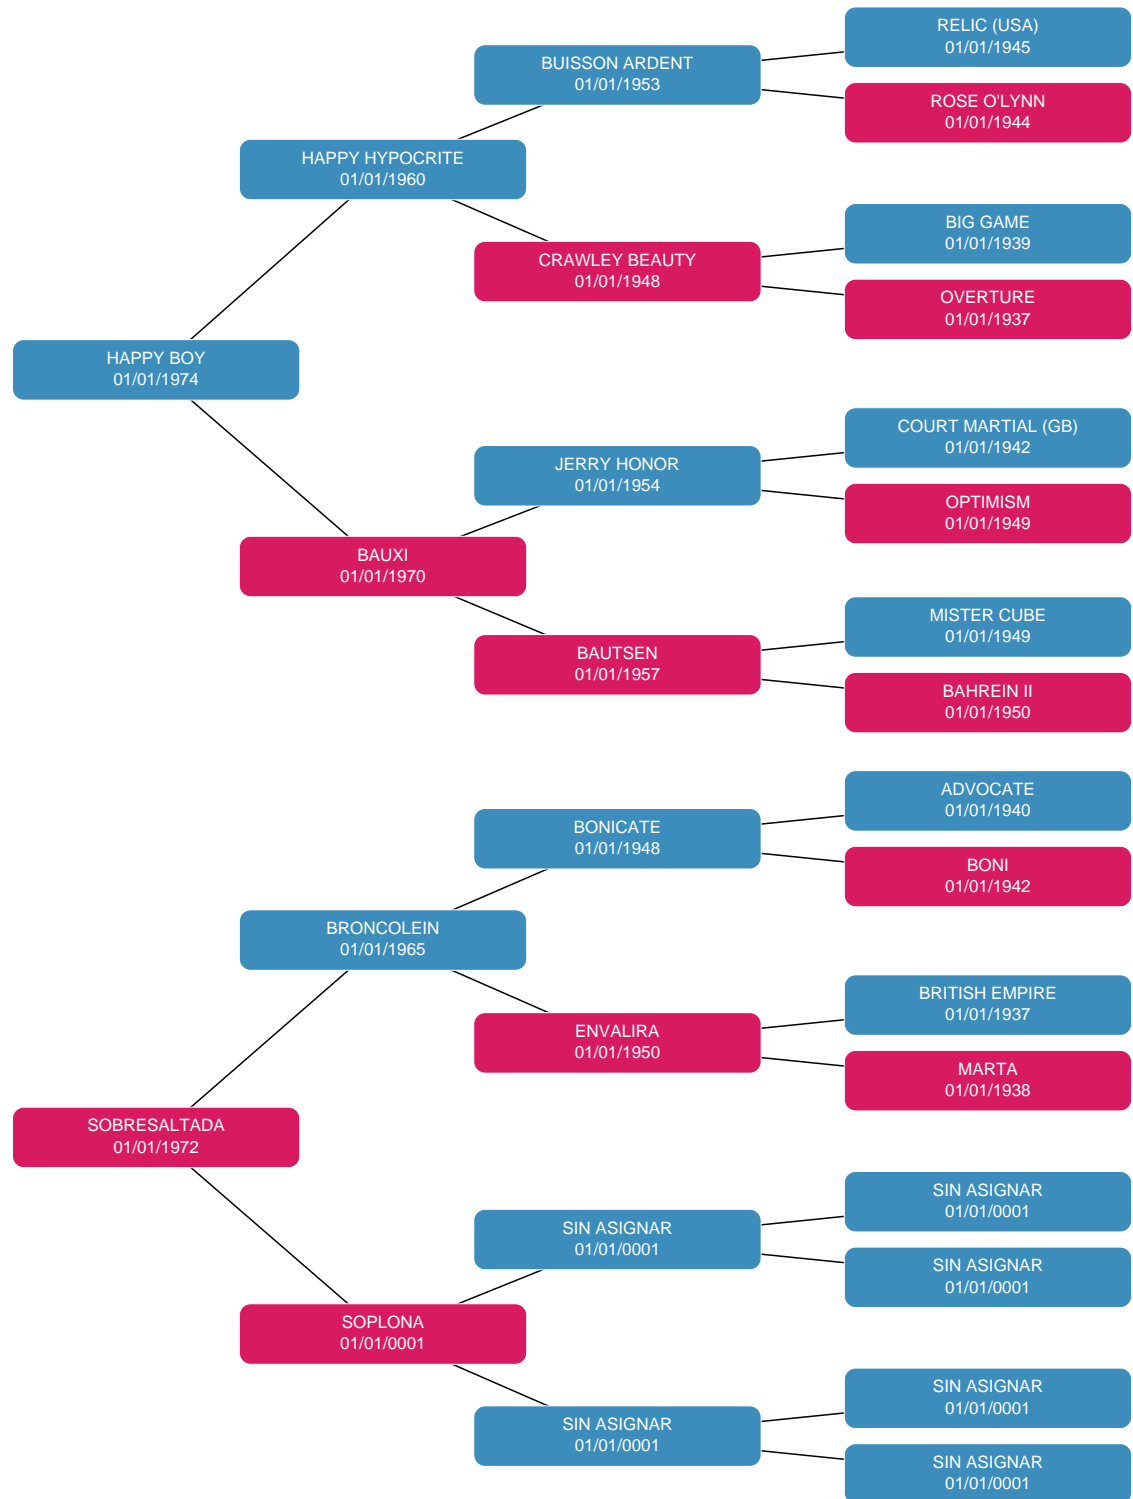 RELIC (USA)
01/01/1945
BUISSON ARDENT
01/01/1953
ROSE O'LYNN
01/01/1944
HAPPY HYPOCRITE
01/01/1960
BIG GAME
01/01/1939
CRAWLEY BEAUTY
01/01/1948
OVERTURE
01/01/1937
HAPPY BOY
01/01/1974
COURT MARTIAL (GB)
01/01/1942
JERRY HONOR
01/01/1954
OPTIMISM
01/01/1949
BAUXI
01/01/1970
MISTER CUBE
01/01/1949
BAUTSEN
01/01/1957
BAHREIN II
01/01/1950
ADVOCATE
01/01/1940
BONICATE
01/01/1948
BONI
01/01/1942
BRONCOLEIN
01/01/1965
BRITISH EMPIRE
01/01/1937
ENVALIRA
01/01/1950
MARTA
01/01/1938
SOBRESALTADA
01/01/1972
SIN ASIGNAR
01/01/0001
SIN ASIGNAR
01/01/0001
SIN ASIGNAR
01/01/0001
SOPLONA
01/01/0001
SIN ASIGNAR
01/01/0001
SIN ASIGNAR
01/01/0001
SIN ASIGNAR
01/01/0001